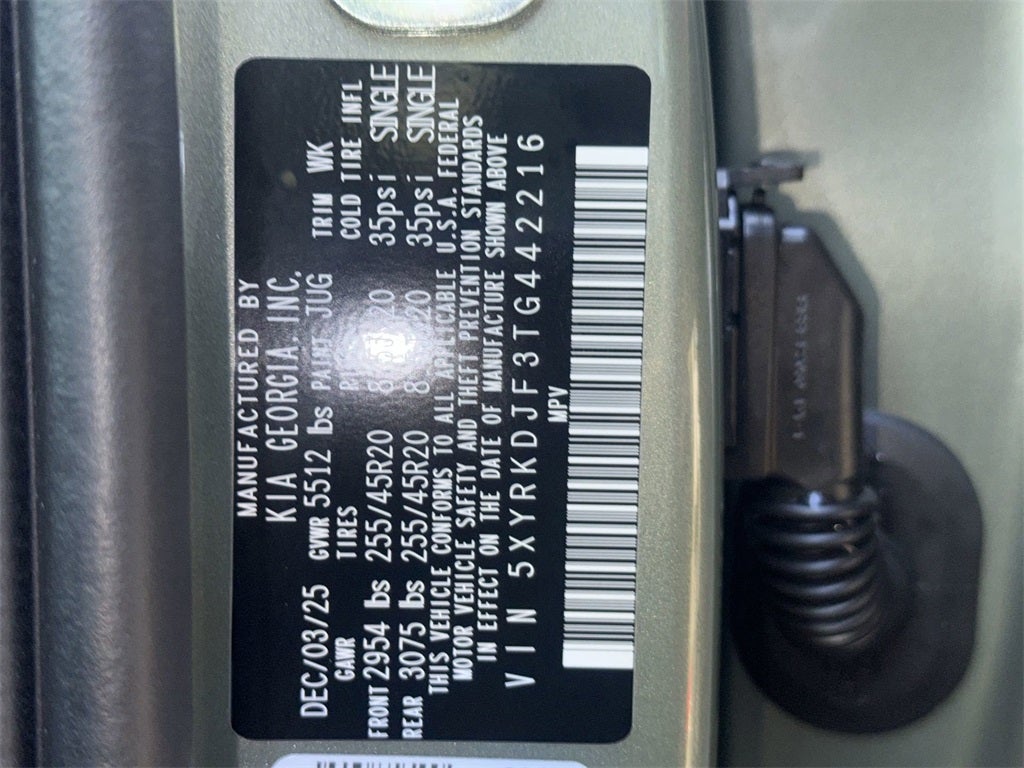 MANUFACTURED BY
KIA GEORGIA. INC.
DEC/03/25 GVWR 5512 lbs PAINT JUG TRIM WK
GAWR TIRES COLD TIRE INFL
FRONT 2954 lbs 255/45R20 20 35psi SINGLE
REAR 3075 lbs 255/45R20 20 35psi SINGLE
THIS VEHICLE CONFORMS TO ALL APPLICABLE U.S.A. FEDERAL
MOTOR VEHICLE SAFETY AND THEFT PREVENTION STANDARDS
IN EFFECT ON THE DATE OF MANUFACTURE SHOWN ABOVE
VIN 5XYRKDJF3TG442216
MPV